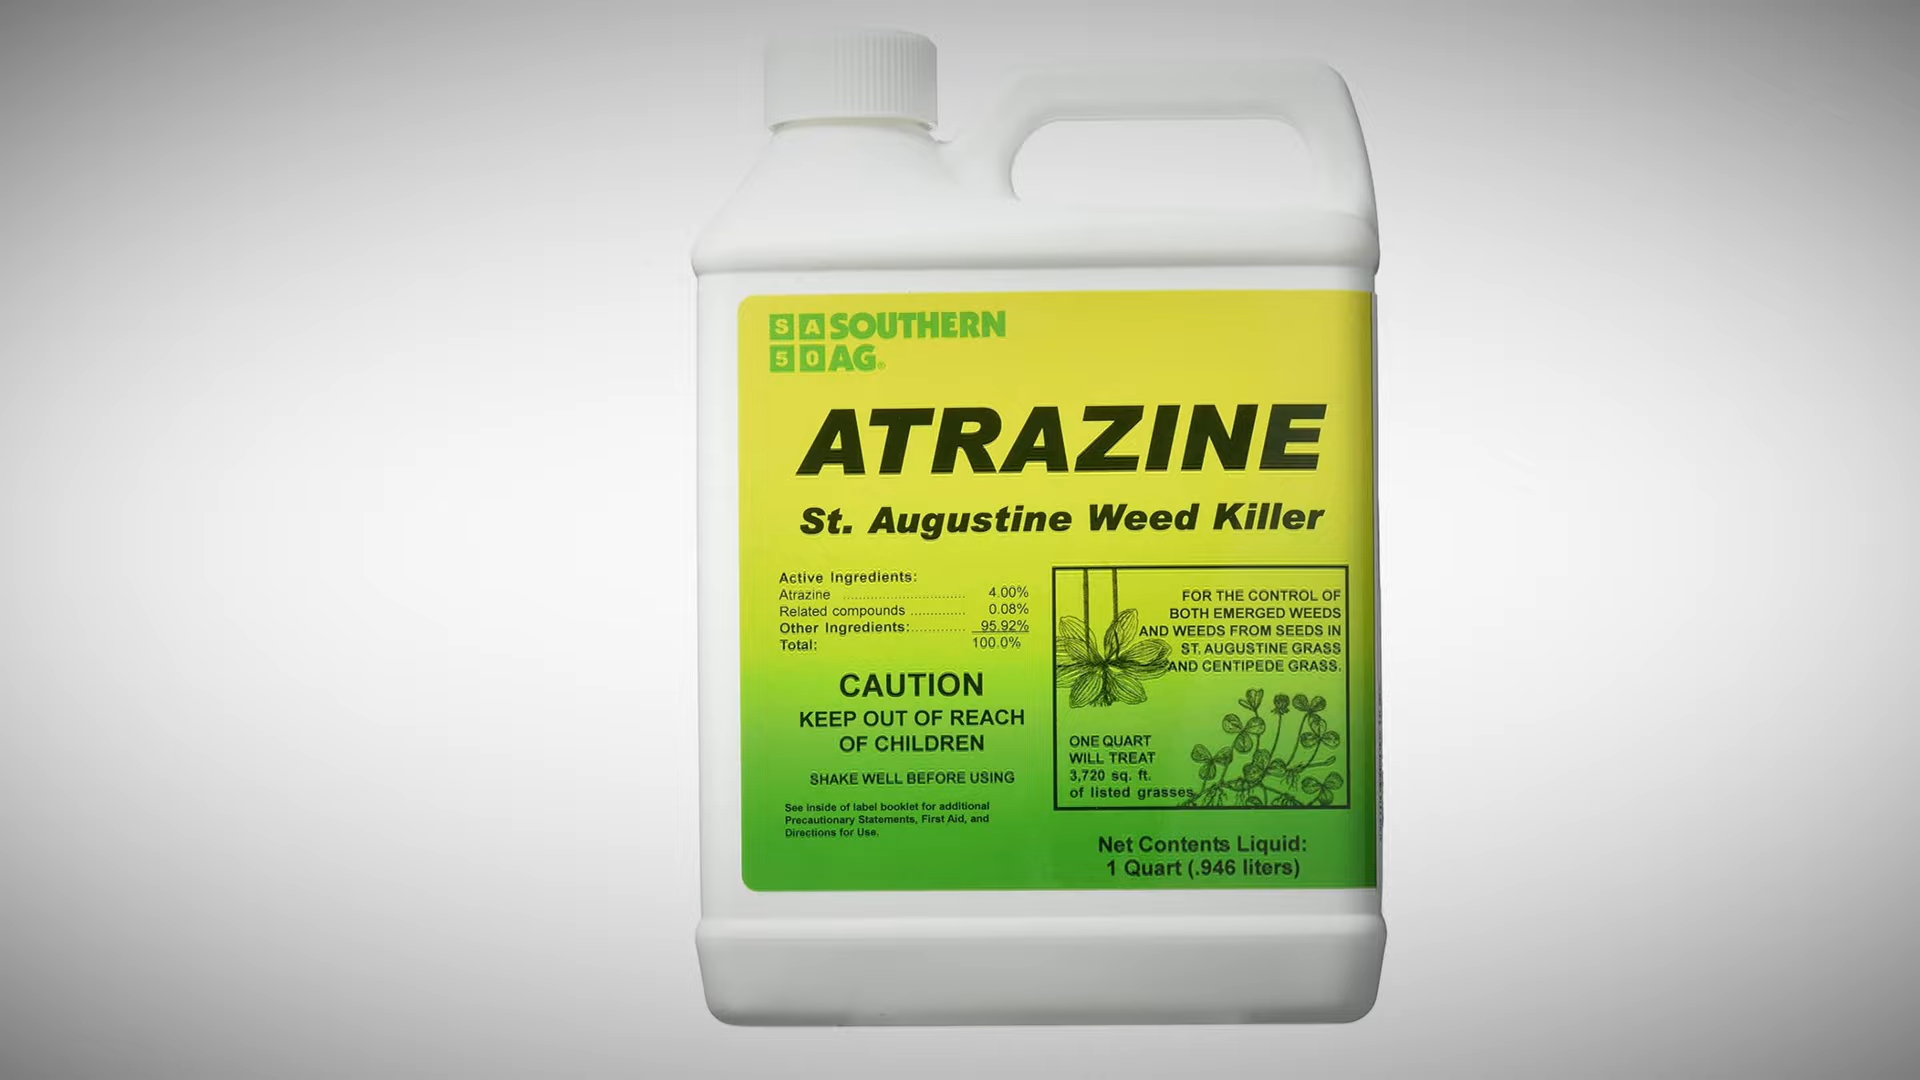 SA SOUTHERN
50 AG®
ATRAZINE
St. Augustine Weed Killer
Active Ingredients:
Atrazine ............................... 4.00%
Related compounds ............. 0.08%
Other Ingredients:............. 95.92%
Total: 100.0%
CAUTION
KEEP OUT OF REACH
OF CHILDREN
SHAKE WELL BEFORE USING
See inside of label booklet for additional
Precautionary Statements, First Aid, and
Directions for Use.
FOR THE CONTROL OF
BOTH EMERGED WEEDS
AND WEEDS FROM SEEDS IN
ST. AUGUSTINE GRASS
AND CENTIPEDE GRASS.
ONE QUART
WILL TREAT
3,720 sq. ft.
of listed grasses
Net Contents Liquid:
1 Quart (.946 liters)